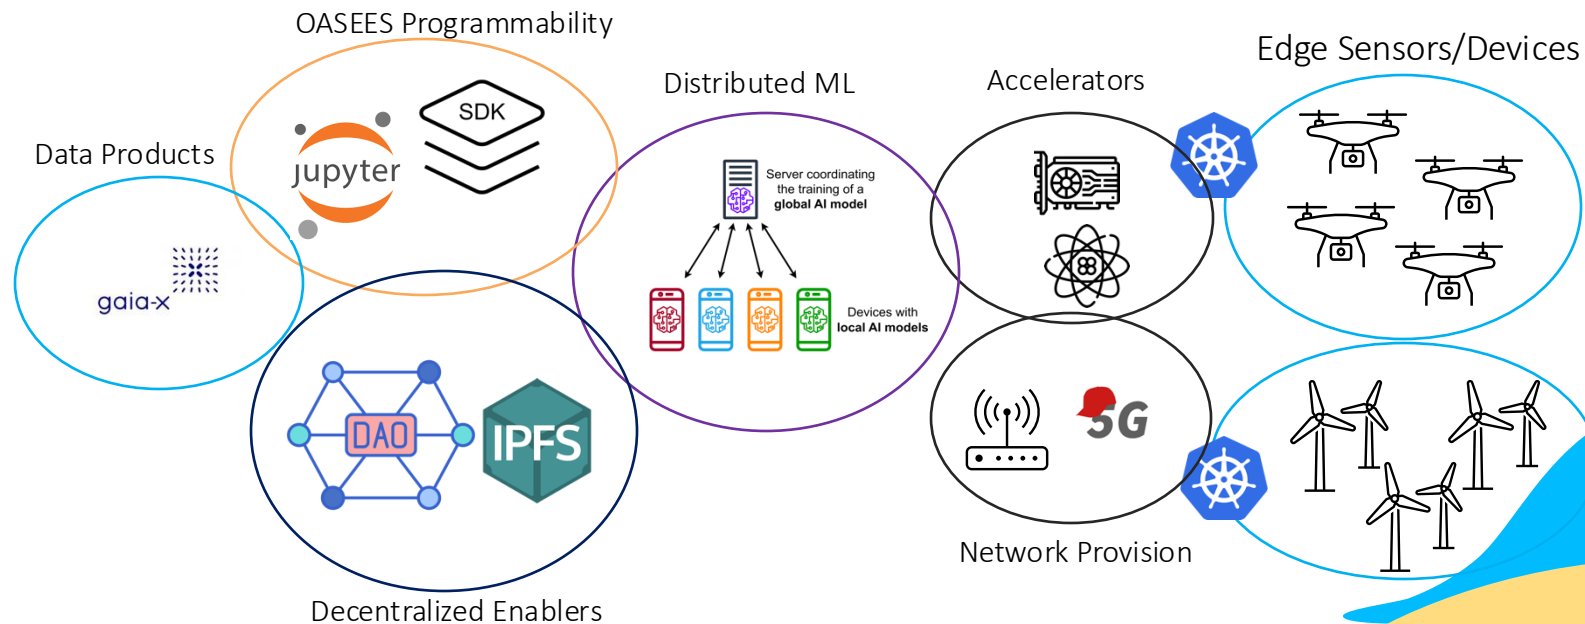 OASEES Programmability
Edge Sensors/Devices
Distributed ML
Accelerators
Data Products
SDK
jupyter
Server coordinating
the training of a
global AI model
gaia-x
Devices with
local AI models
DAO
IPFS
5G
Network Provision
Decentralized Enablers